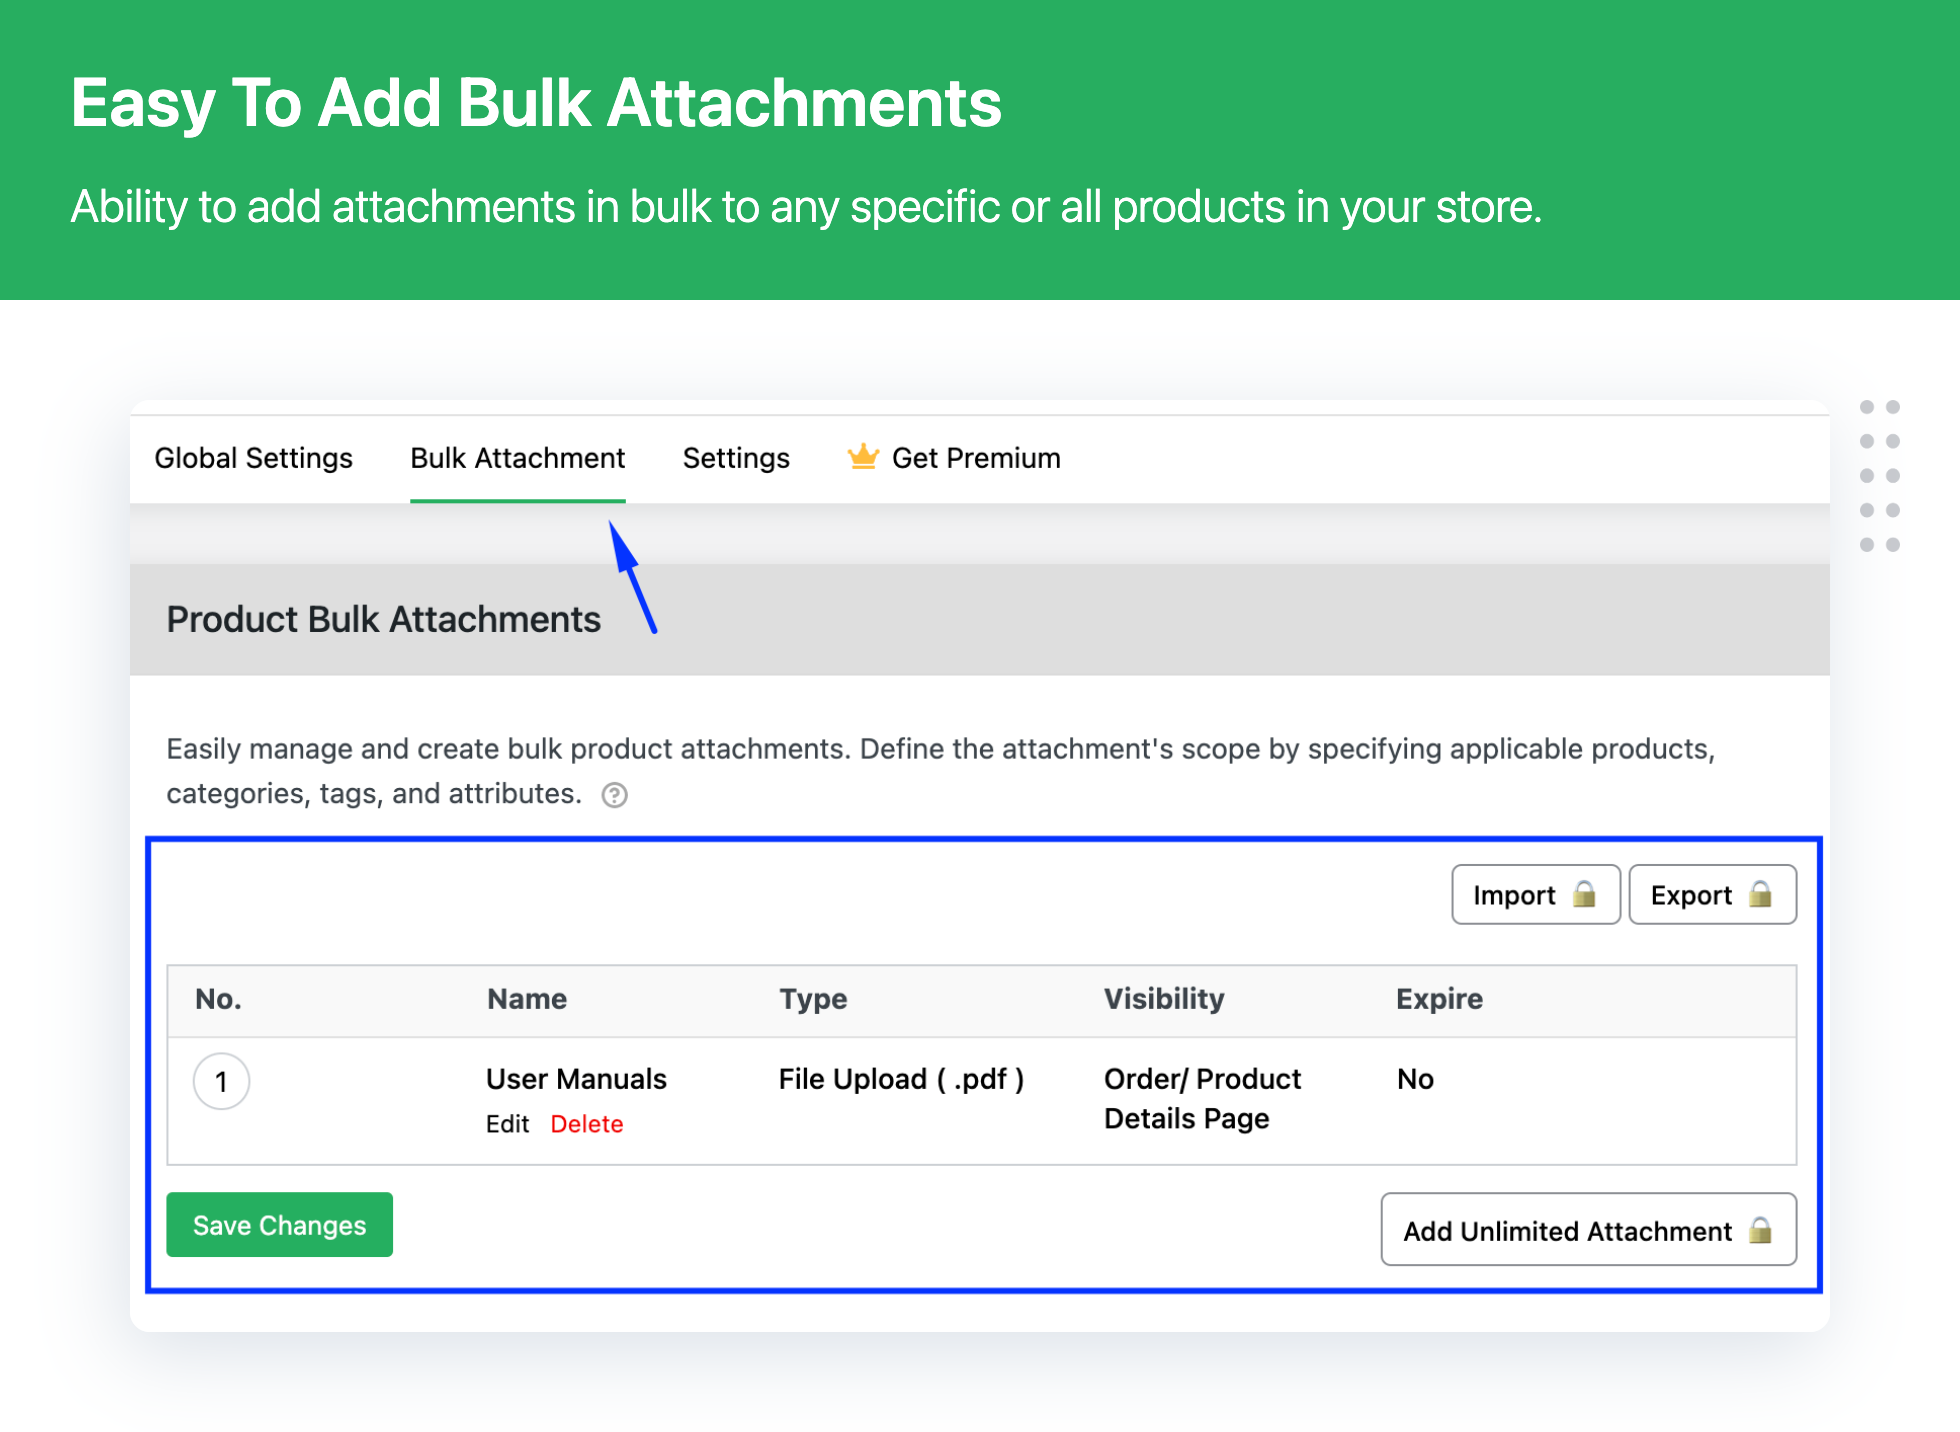 Easy To Add Bulk Attachments
Ability to add attachments in bulk to any specific or all products in your store.
Global Settings Bulk Attachment Settings Get Premium
Product Bulk Attachments
Easily manage and create bulk product attachments. Define the attachment's scope by specifying applicable products,
categories, tags, and attributes. ?
Import Export
No. Name Type Visibility Expire
1 User Manuals File Upload ( .pdf ) Order/ Product No
Details Page
Edit Delete
Save Changes Add Unlimited Attachment